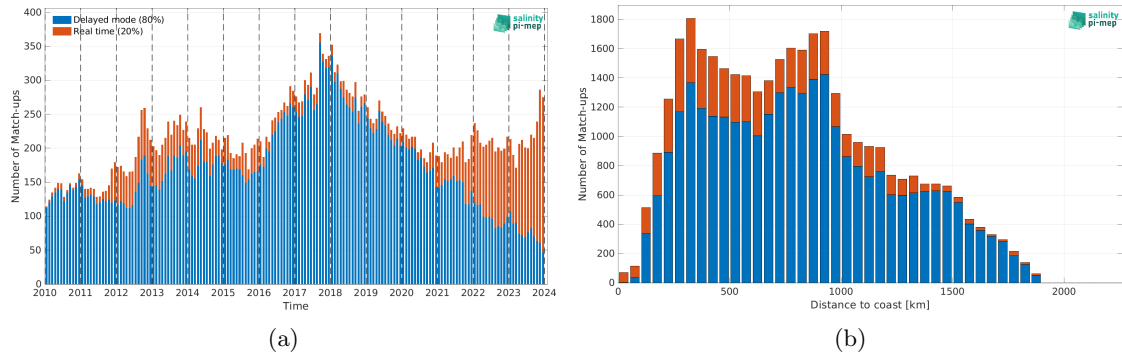 Delayed mode (80%)
Real time (20%)
salinity
pi-mep
Number of Match-ups
400
350
300
250
200
150
100
50
0
2010 2011 2012 2013 2014 2015 2016 2017 2018 2019 2020 2021 2022 2023 2024
Time
(a)
salinity
pi-mep
Number of Match-ups
1800
1600
1400
1200
1000
800
600
400
200
0
0 500 1000 1500 2000
Distance to coast [km]
(b)